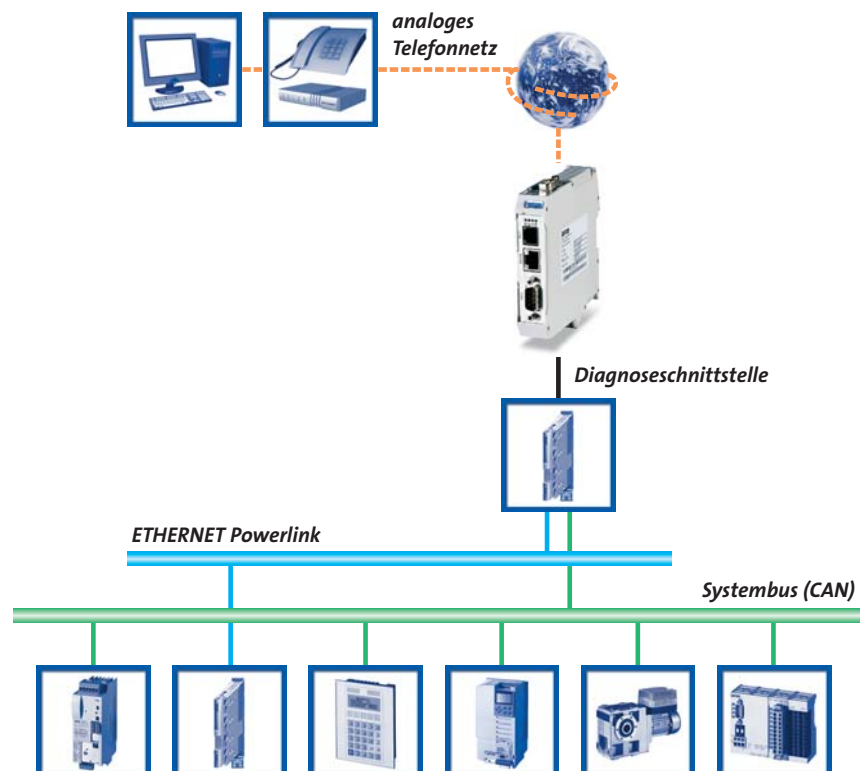 analoges
Telefonnetz
Diagnoseschnittstelle
ETHERNET Powerlink
Systembus (CAN)